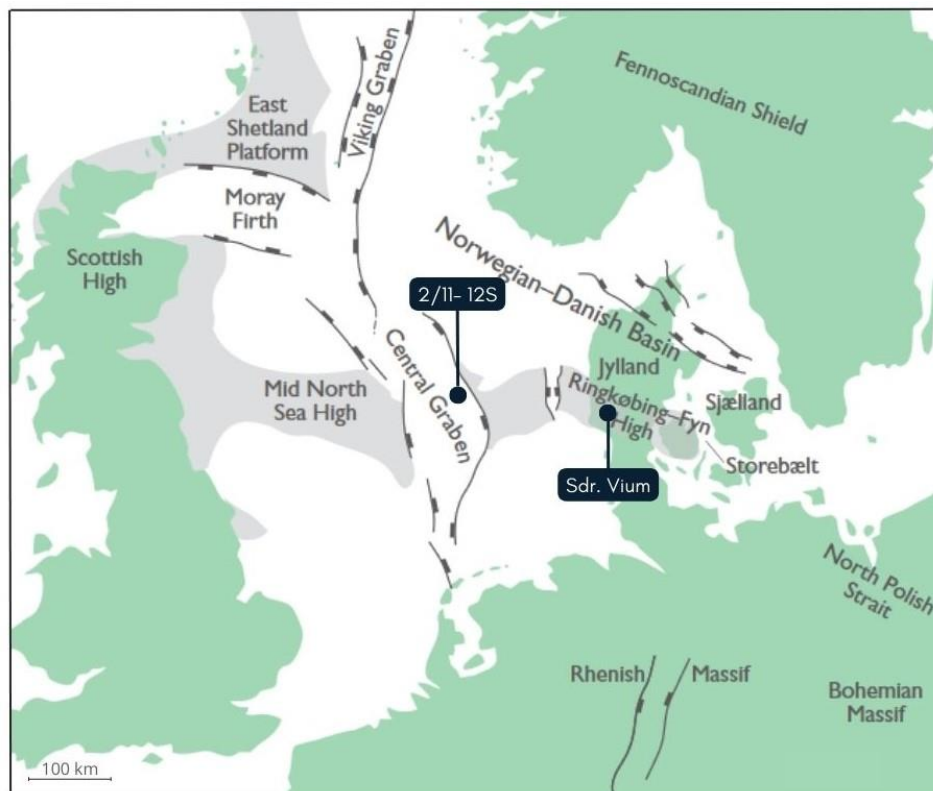 Fennoscandian Shield
Viking Graben
East
Shetland
Platform
Moray
Firth
Scottish
High
Norwegian–Danish Basin
2/11- 12S
Central Graben
Mid North
Sea High
Jylland
Ringkøbing–Fyn
High
Sjælland
Storebælt
Sdr. Vium
North Polish
Strait
Rhenish
Massif
Bohemian
Massif
100 km